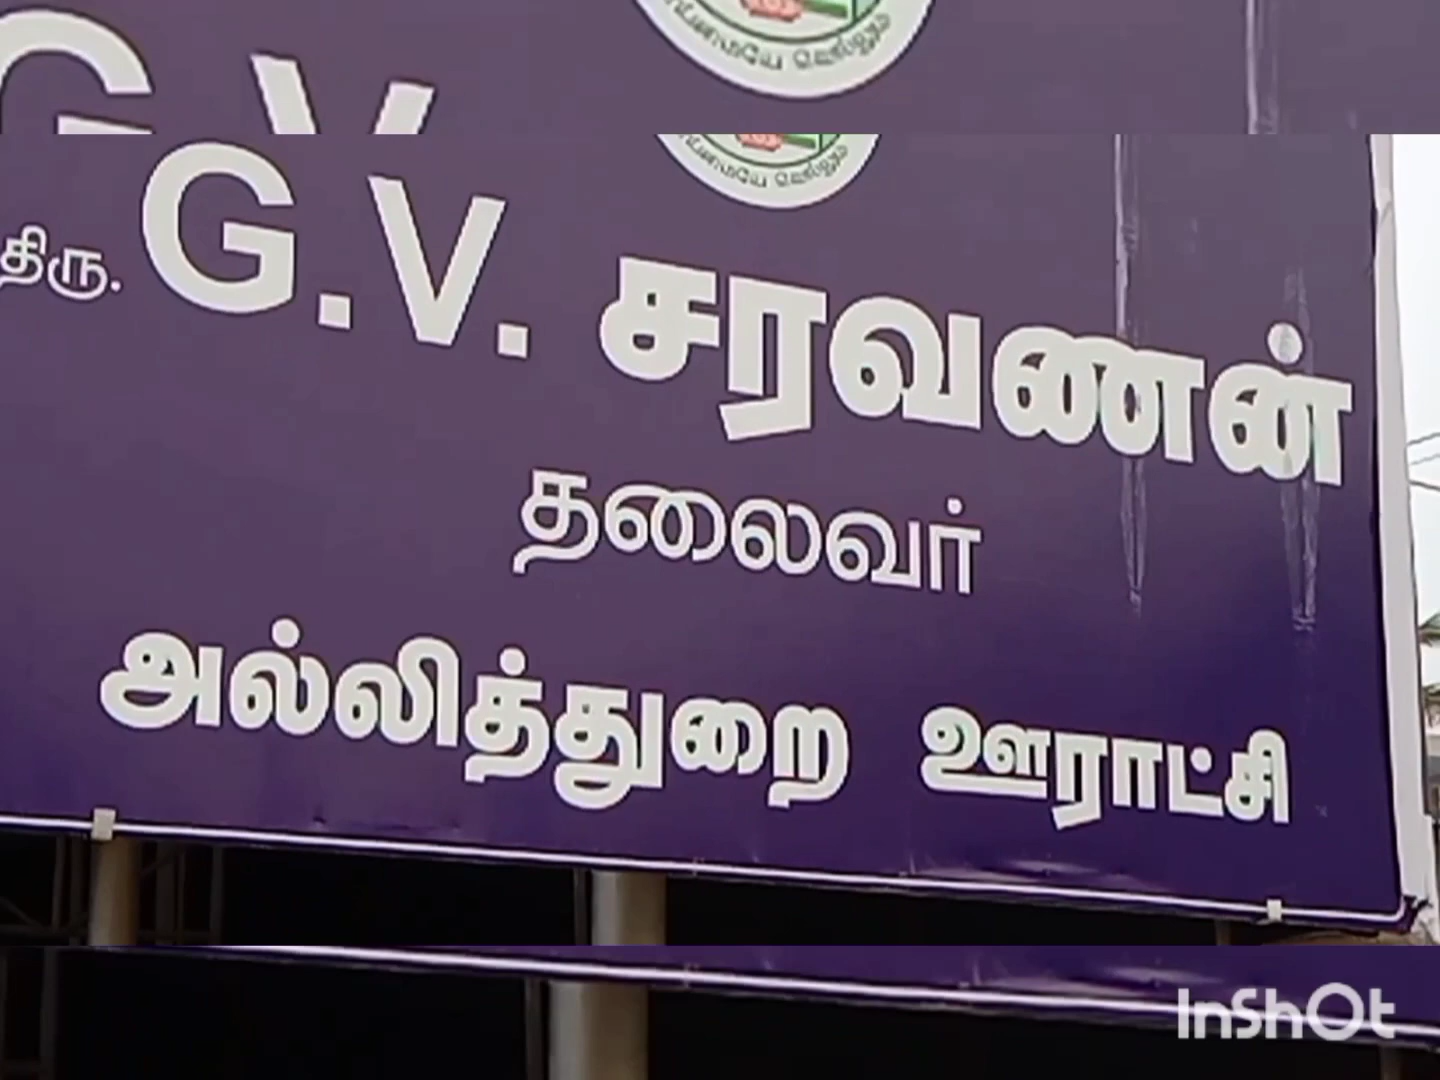 வாய்மையே வெல்லும்
G.V.
வாய்மையே வெல்லும்
திரு. G.V. சரவணன்
தலைவர்
அல்லித்துறை ஊராட்சி
InShOt